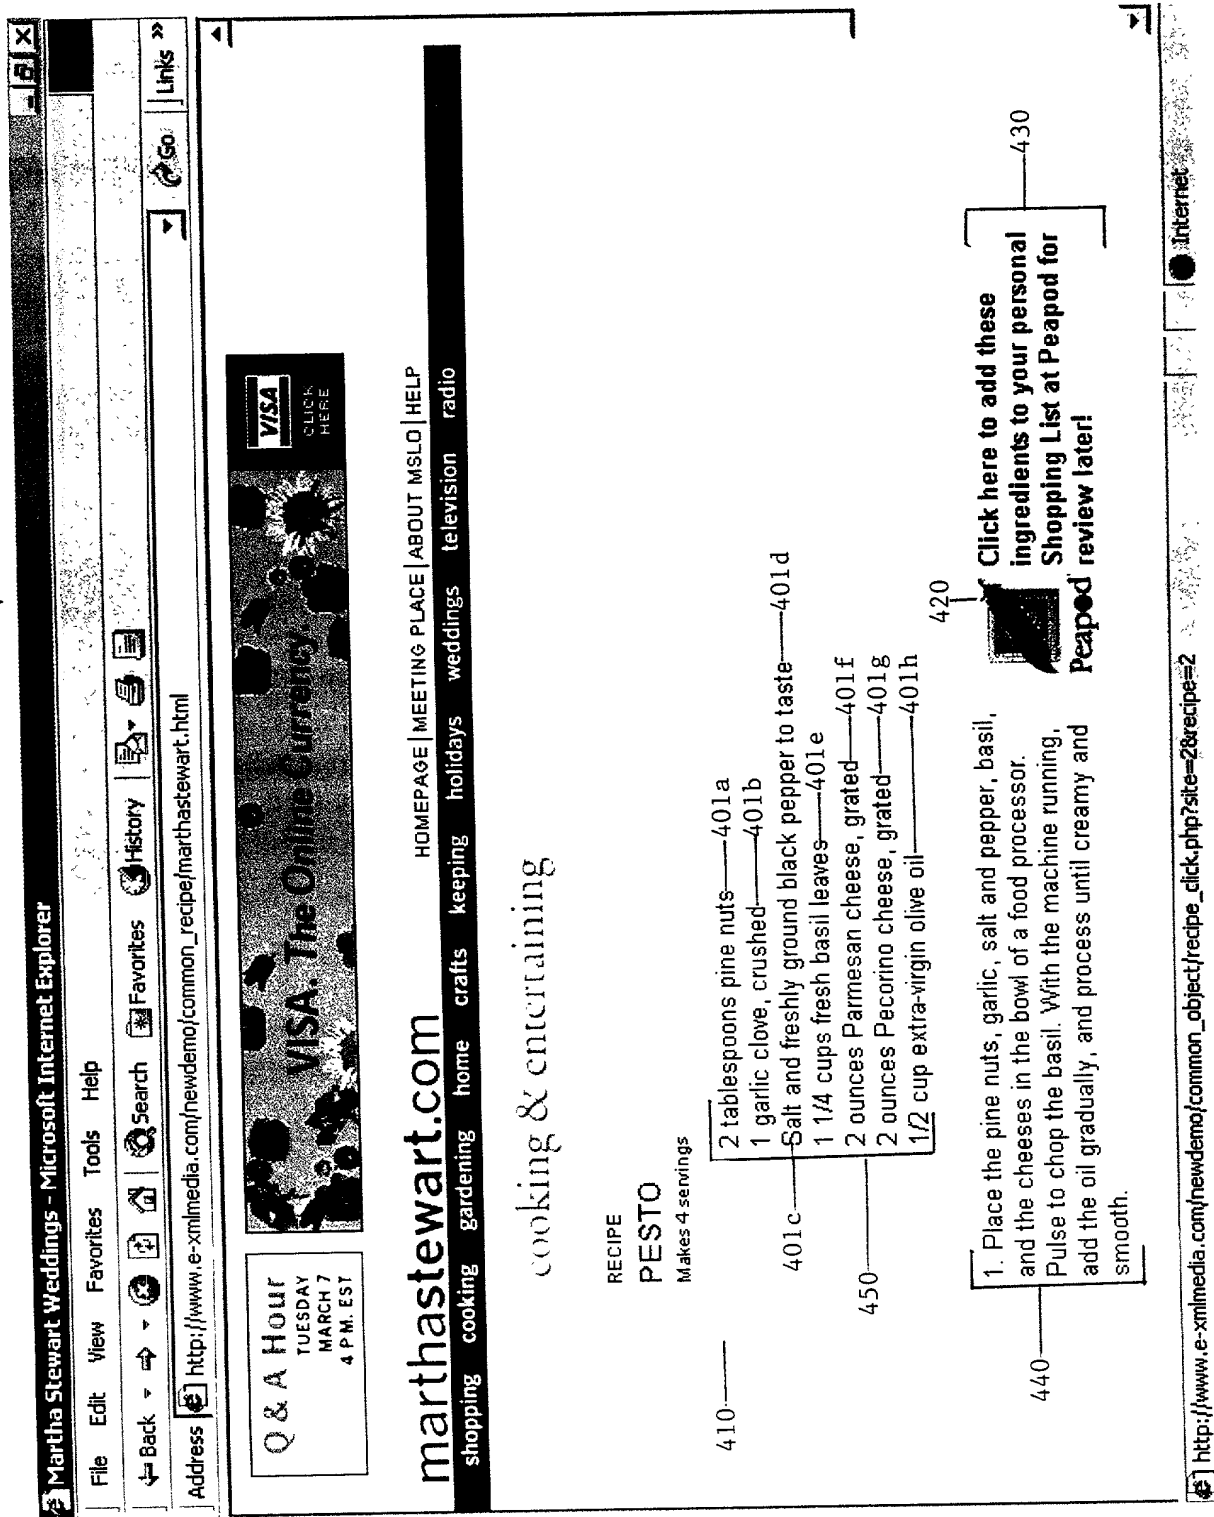 Martha Stewart Weddings - Microsoft Internet Explorer
File Edit View Favorites Tools Help
Back Search Favorites History
Address http://www.e-xmlmedia.com/newdemo/common_recipe/marthastewart.html Go Links »
Q & A Hour
TUESDAY
MARCH 7
4 P.M. EST
VISA. The Online Currency.
VISA
CLICK
HERE
marthastewart.com
HOMEPAGE | MEETING PLACE | ABOUT MSLO | HELP
shopping cooking gardening home crafts keeping holidays weddings television radio
cooking & entertaining
RECIPE
PESTO
Makes 4 servings
410
2 tablespoons pine nuts 401a
1 garlic clove, crushed 401b
401c Salt and freshly ground black pepper to taste 401d
1 1/4 cups fresh basil leaves 401e
2 ounces Parmesan cheese, grated 401f
450 2 ounces Pecorino cheese, grated 401g
1/2 cup extra-virgin olive oil 401h
440
1. Place the pine nuts, garlic, salt and pepper, basil,
and the cheeses in the bowl of a food processor.
Pulse to chop the basil. With the machine running,
add the oil gradually, and process until creamy and
smooth.
420
Peapod
Click here to add these
ingredients to your personal
Shopping List at Peapod for
review later!
430
http://www.e-xmlmedia.com/newdemo/common_object/recipe_click.php?site=2&recipe=2 Internet